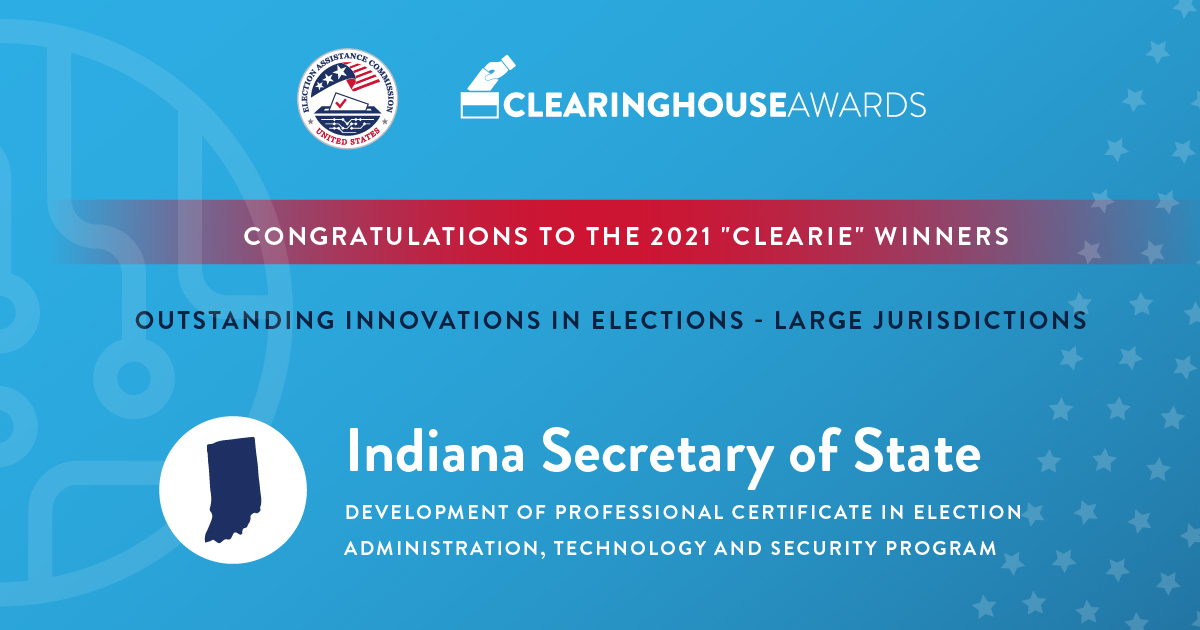 ELECTION ASSISTANCE COMMISSION
UNITED STATES
CLEARINGHOUSEAWARDS
CONGRATULATIONS TO THE 2021 "CLEARIE" WINNERS
OUTSTANDING INNOVATIONS IN ELECTIONS - LARGE JURISDICTIONS
Indiana Secretary of State
DEVELOPMENT OF PROFESSIONAL CERTIFICATE IN ELECTION
ADMINISTRATION, TECHNOLOGY AND SECURITY PROGRAM